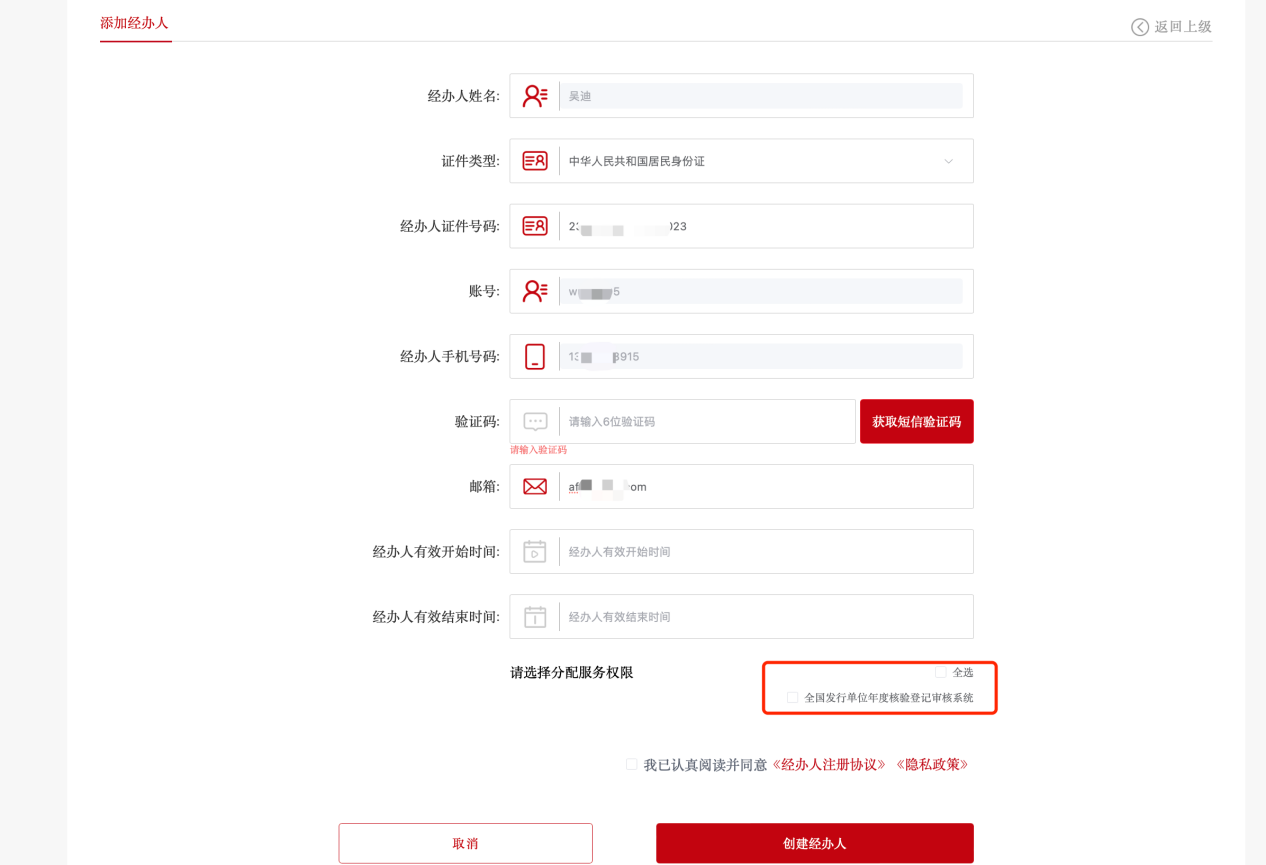 添加经办人
返回上级
经办人姓名: 吴迪
证件类型: 中华人民共和国居民身份证
经办人证件号码: 23 023
账号: w 5
经办人手机号码: 13 8915
验证码: 请输入6位验证码 获取短信验证码
请输入验证码
邮箱: af om
经办人有效开始时间: 经办人有效开始时间
经办人有效结束时间: 经办人有效结束时间
请选择分配服务权限 全选
全国发行单位年度核验登记审核系统
我已认真阅读并同意《经办人注册协议》《隐私政策》
取消 创建经办人